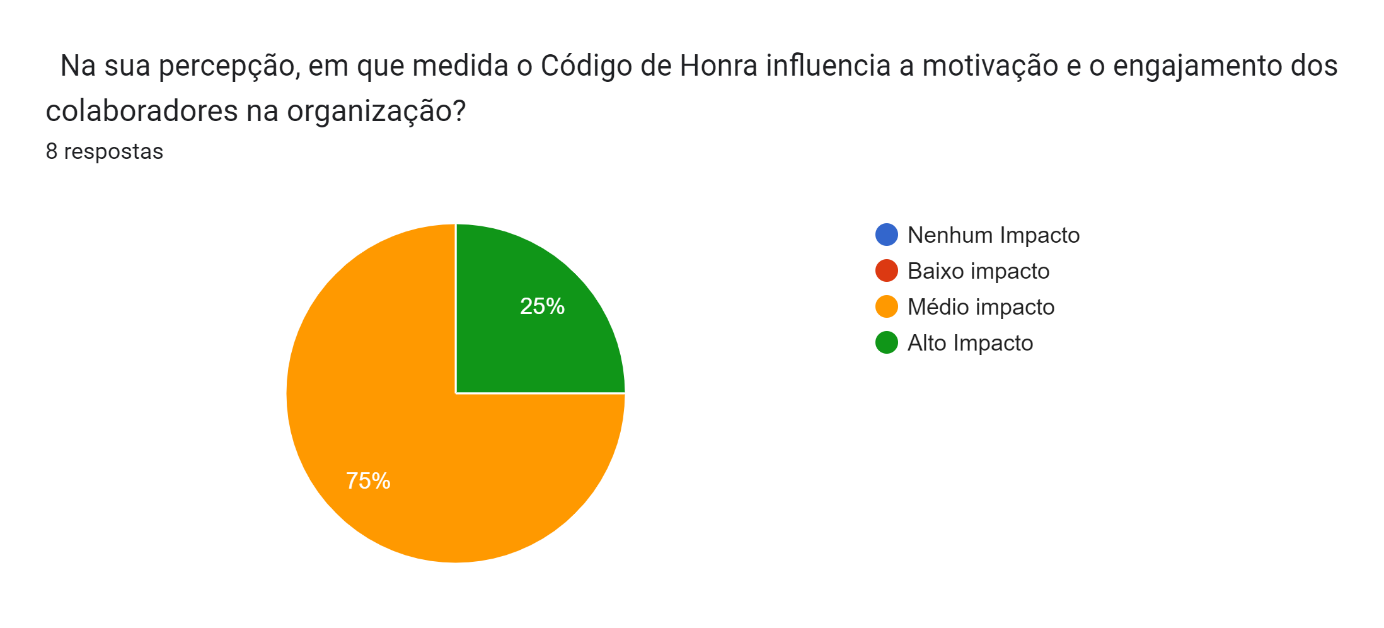 Na sua percepção, em que medida o Código de Honra influencia a motivação e o engajamento dos
colaboradores na organização?
8 respostas
Nenhum Impacto
Baixo impacto
Médio impacto
Alto Impacto
25%
75%